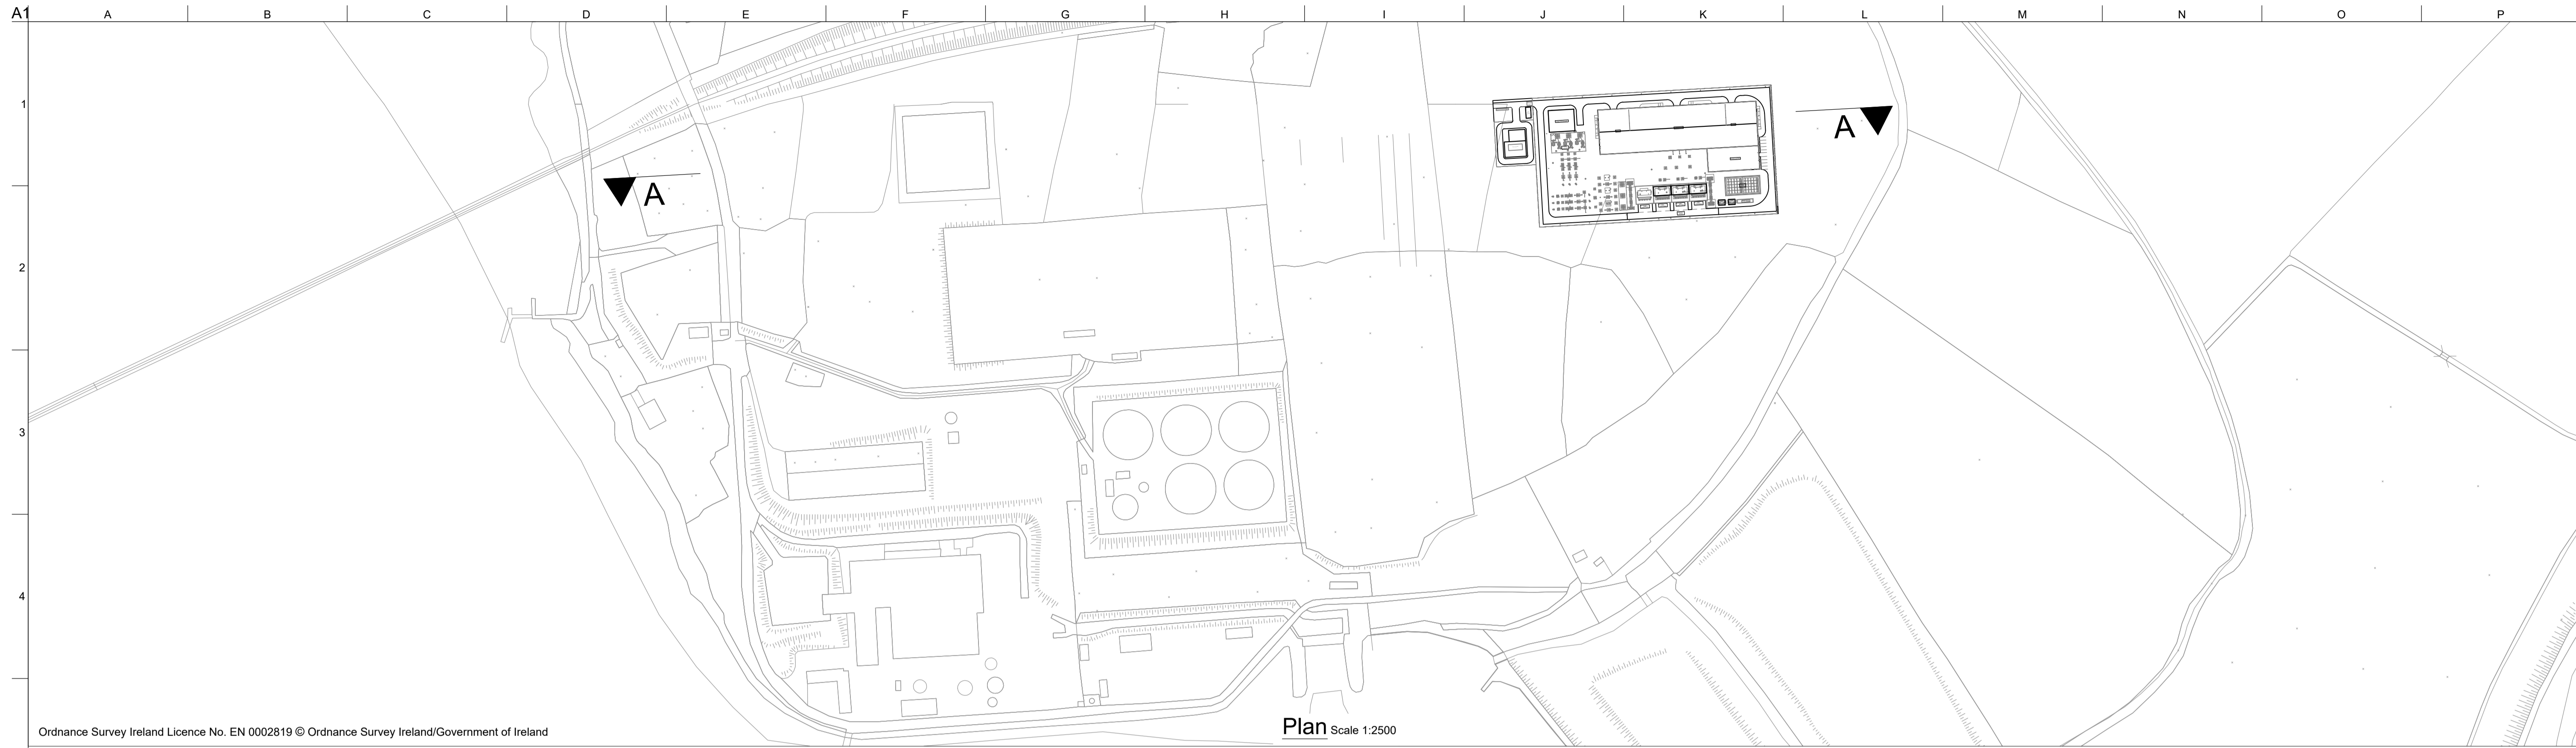 A1
A B C D E F G H I J K L M N O P
1
A
A
2
3
4
Ordnance Survey Ireland Licence No. EN 0002819 © Ordnance Survey Ireland/Government of Ireland
Plan Scale 1:2500